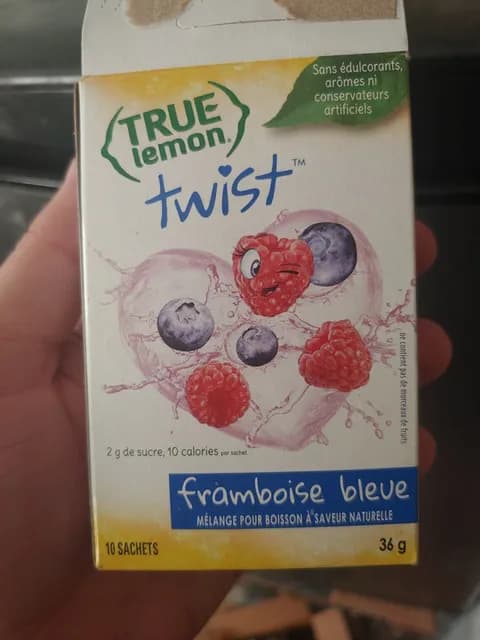 Sans édulcorants,
arômes ni
conservateurs
artificiels
TRUE
lemon®
twist™
ne contient pas de morceaux de fruits
2 g de sucre, 10 calories par sachet
framboise bleue
MÉLANGE POUR BOISSON À SAVEUR NATURELLE
10 SACHETS
36 g